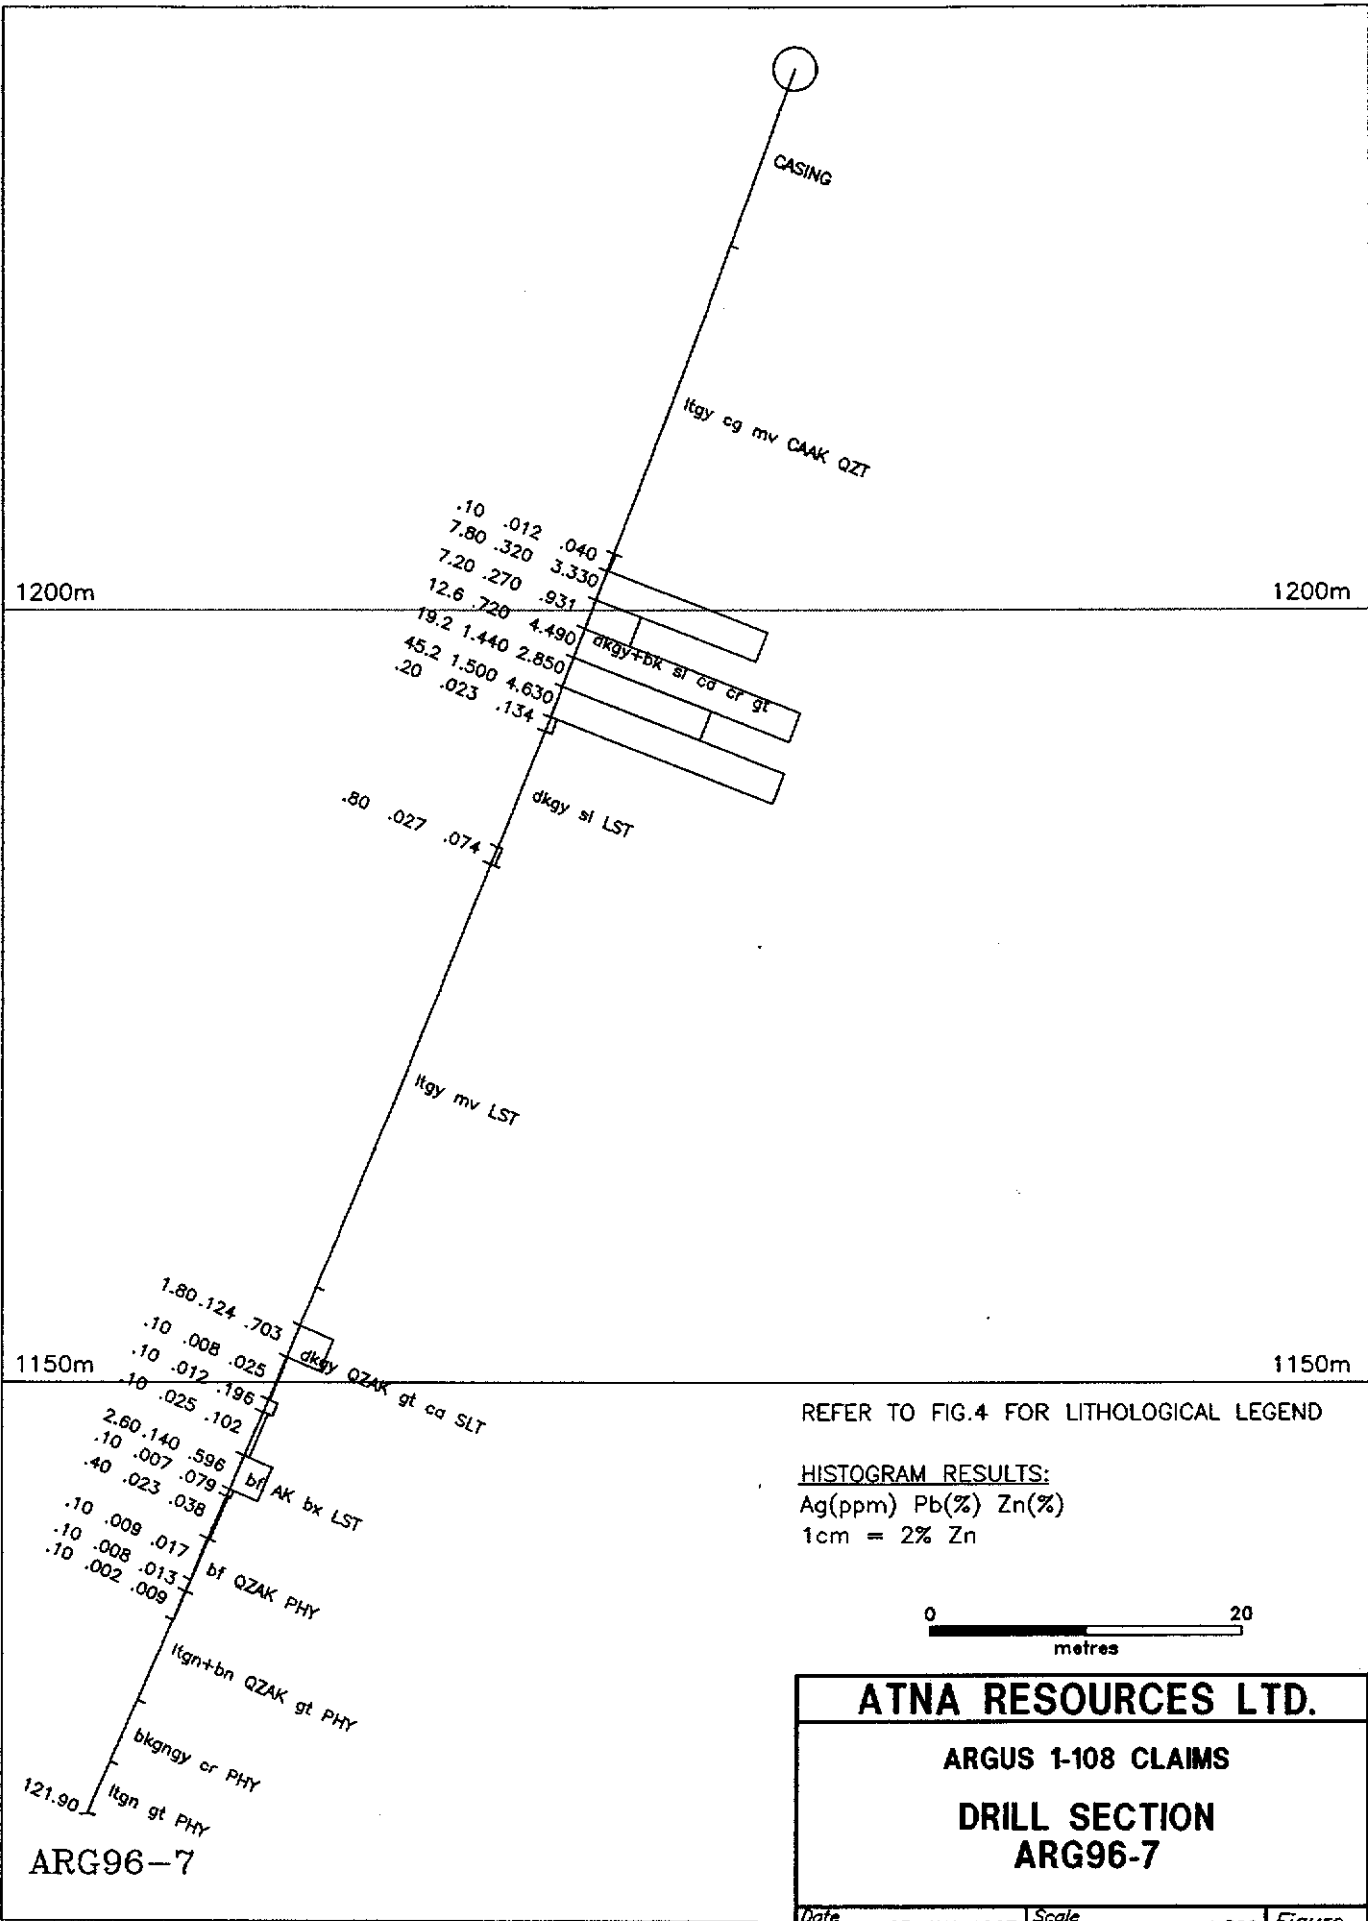 CASING
ltgy cg mv CAAK QZT
.10 .012 .040
7.80 .320 3.330
7.20 .270 .931
12.6 .720 4.490
19.2 1.440 2.850
45.2 1.500 4.630
.20 .023 .134
1200m
1200m
dkgy+bk si ca cr gt
dkgy si LST
.80 .027 .074
ltgy mv LST
1.80 .124 .703
.10 .008 .025
.10 .012 .196
.10 .025 .102
2.60 .140 .596
.10 .007 .079
.40 .023 .038
.10 .009 .017
.10 .008 .013
.10 .002 .009
1150m
1150m
dkgy QZAK gt ca SLT
bf AK bx LST
bf QZAK PHY
ltgn+bn QZAK gt PHY
bkgngy cr PHY
ltgn gt PHY
121.90
ARG96-7
REFER TO FIG.4 FOR LITHOLOGICAL LEGEND
HISTOGRAM RESULTS:
Ag(ppm) Pb(%) Zn(%)
1cm = 2% Zn
0 20
metres
ATNA RESOURCES LTD.
ARGUS 1-108 CLAIMS
DRILL SECTION
ARG96-7
Date Scale Figure